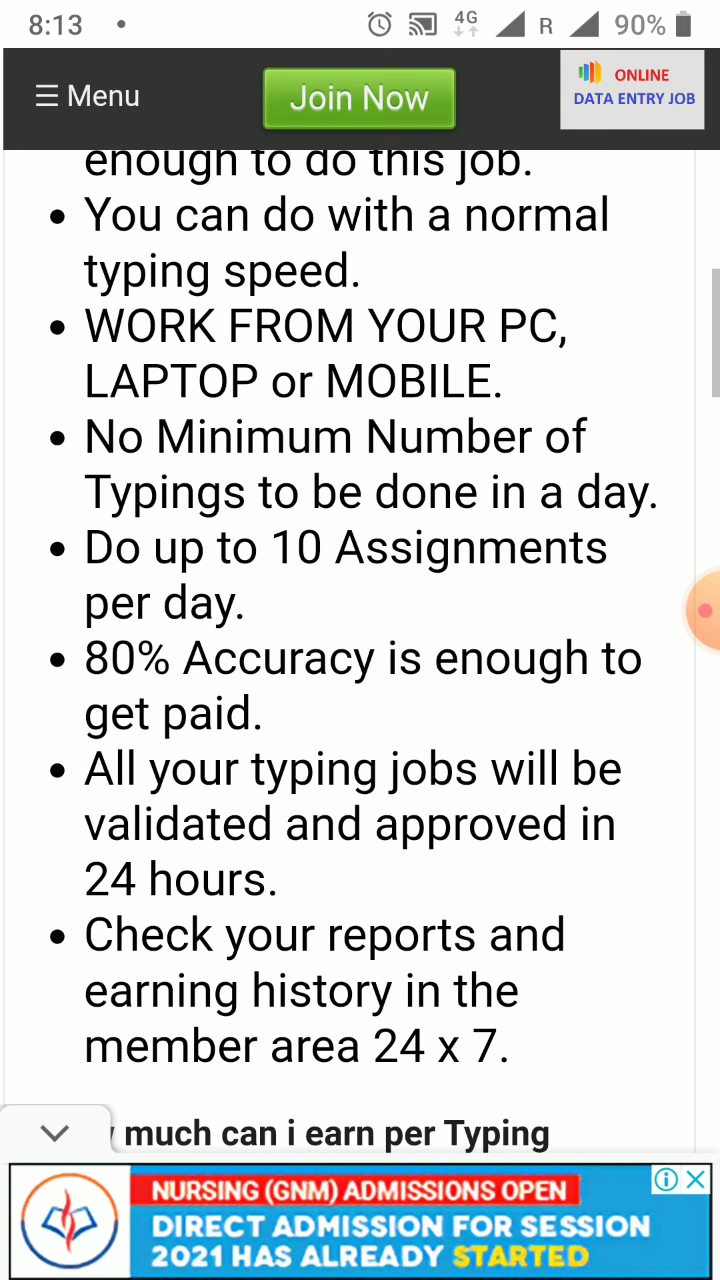 8:13
4G
R
90%
☰ Menu
Join Now
ONLINE
DATA ENTRY JOB
enough to do this job.
• You can do with a normal
typing speed.
• WORK FROM YOUR PC,
LAPTOP or MOBILE.
• No Minimum Number of
Typings to be done in a day.
• Do up to 10 Assignments
per day.
• 80% Accuracy is enough to
get paid.
• All your typing jobs will be
validated and approved in
24 hours.
• Check your reports and
earning history in the
member area 24 x 7.
much can i earn per Typing
NURSING (GNM) ADMISSIONS OPEN
DIRECT ADMISSION FOR SESSION
2021 HAS ALREADY STARTED